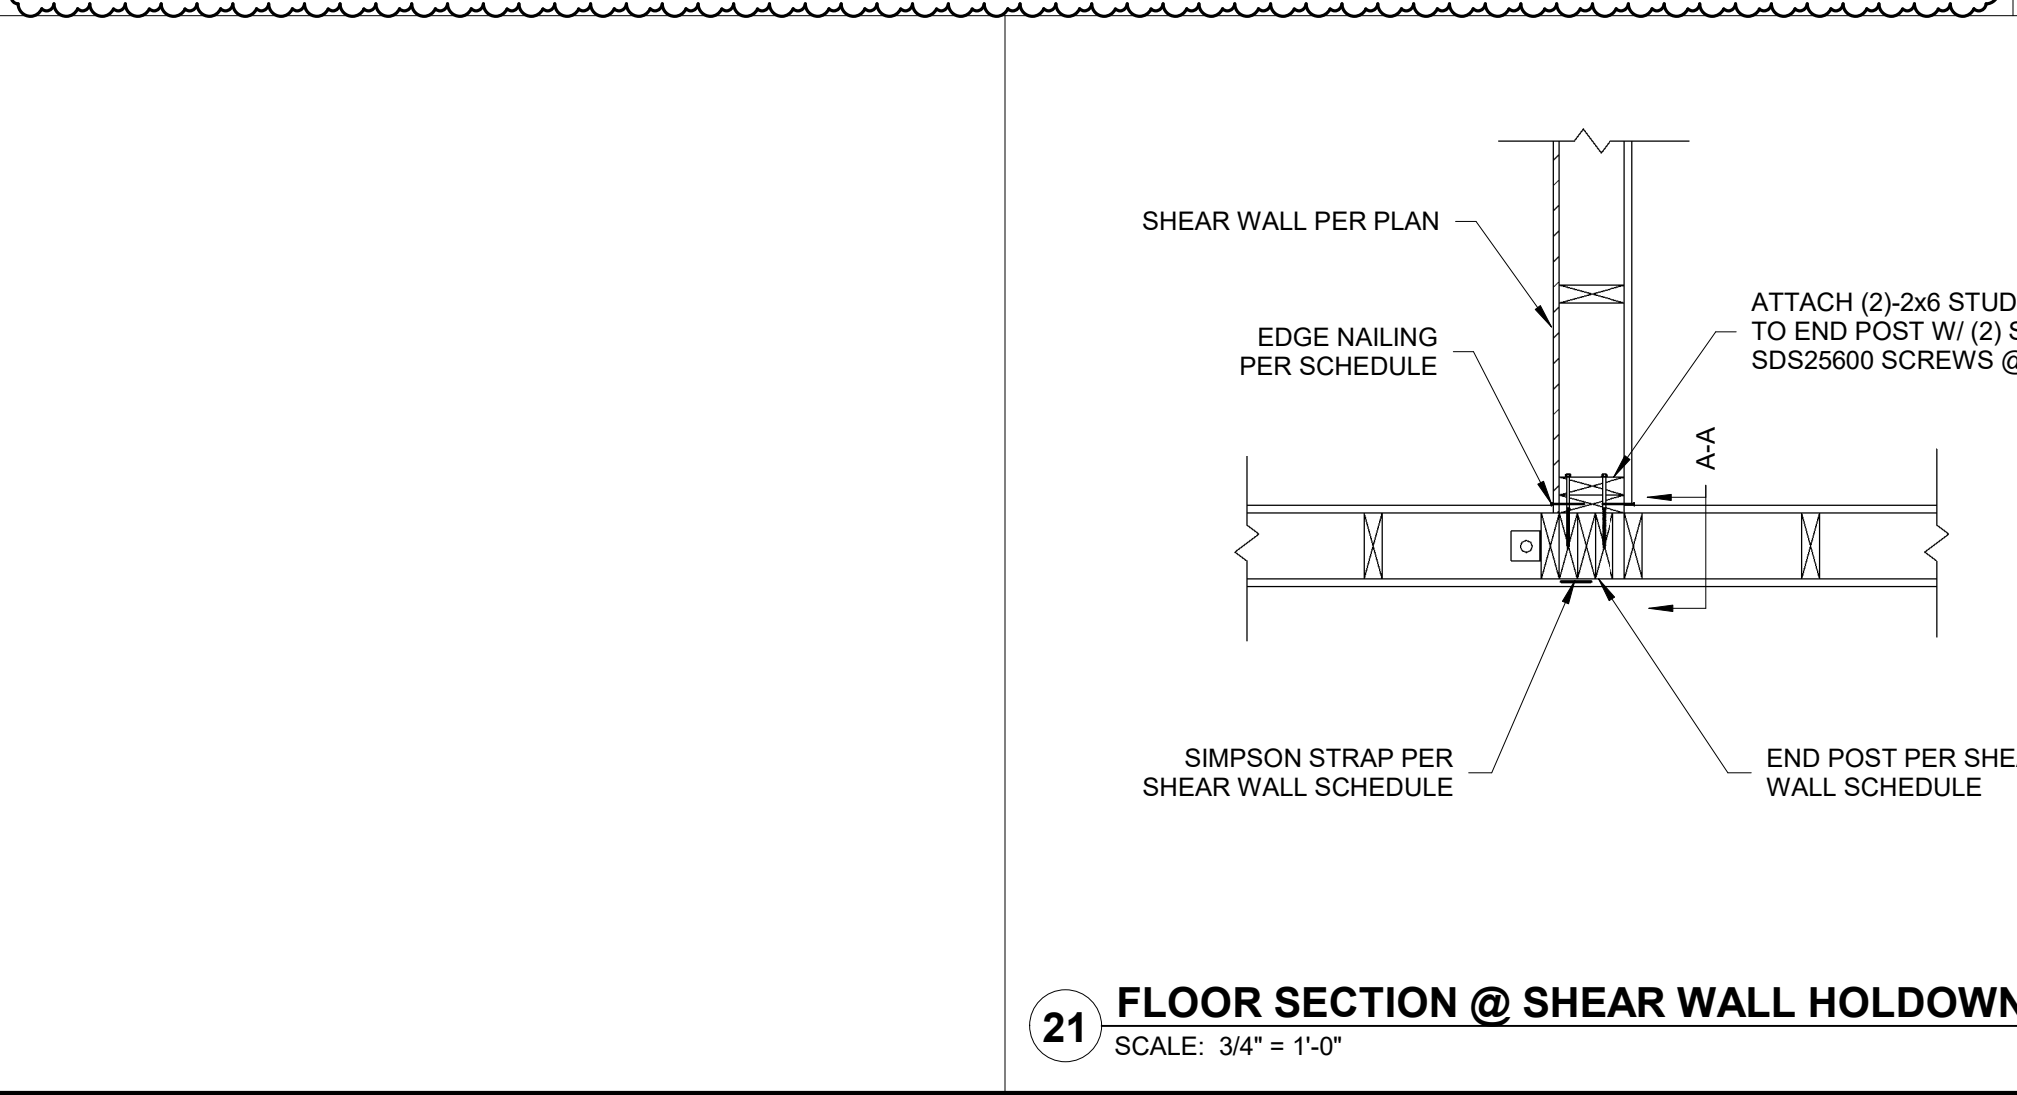 SHEAR WALL PER PLAN
EDGE NAILING
PER SCHEDULE
ATTACH (2)-2x6 STUD
TO END POST W/ (2)
SDS25600 SCREWS @
A-A
SIMPSON STRAP PER
SHEAR WALL SCHEDULE
END POST PER
WALL SCHEDULE
21
FLOOR SECTION @ SHEAR WALL HOLDOWN
SCALE: 3/4" = 1'-0"